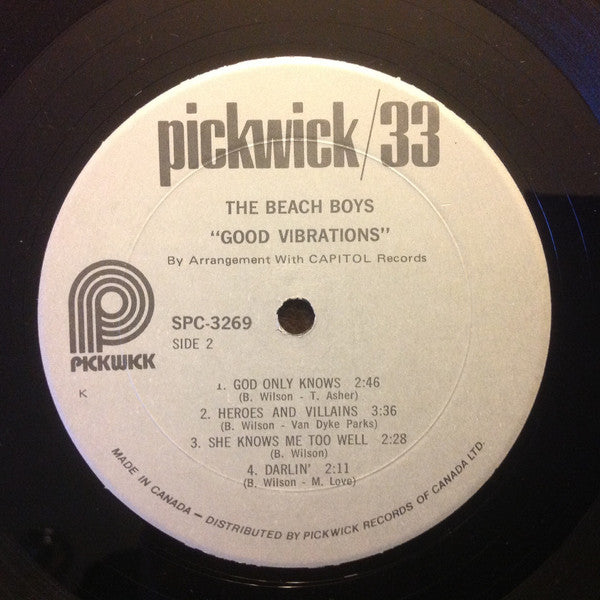 pickwick/33
THE BEACH BOYS
"GOOD VIBRATIONS"
By Arrangement With CAPITOL Records
PICKWICK
SPC-3269
SIDE 2
K
1. GOD ONLY KNOWS 2:46
(B. Wilson - T. Asher)
2. HEROES AND VILLAINS 3:36
(B. Wilson - Van Dyke Parks)
3. SHE KNOWS ME TOO WELL 2:28
(B. Wilson)
4. DARLIN' 2:11
(B. Wilson - M. Love)
MADE IN CANADA – DISTRIBUTED BY PICKWICK RECORDS OF CANADA LTD.